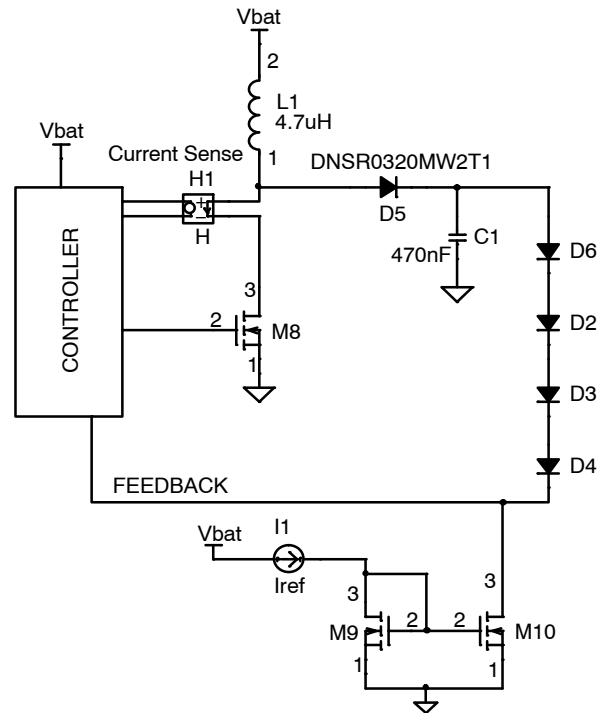 Vbat
2
L1
4.7uH
1
Vbat
Current Sense
H1
+
−
H
DNSR0320MW2T1
D5
470nF
C1
D6
CONTROLLER
3
2
M8
1
D2
D3
D4
FEEDBACK
Vbat
I1
Iref
3
M9
2
1
3
2
M10
1